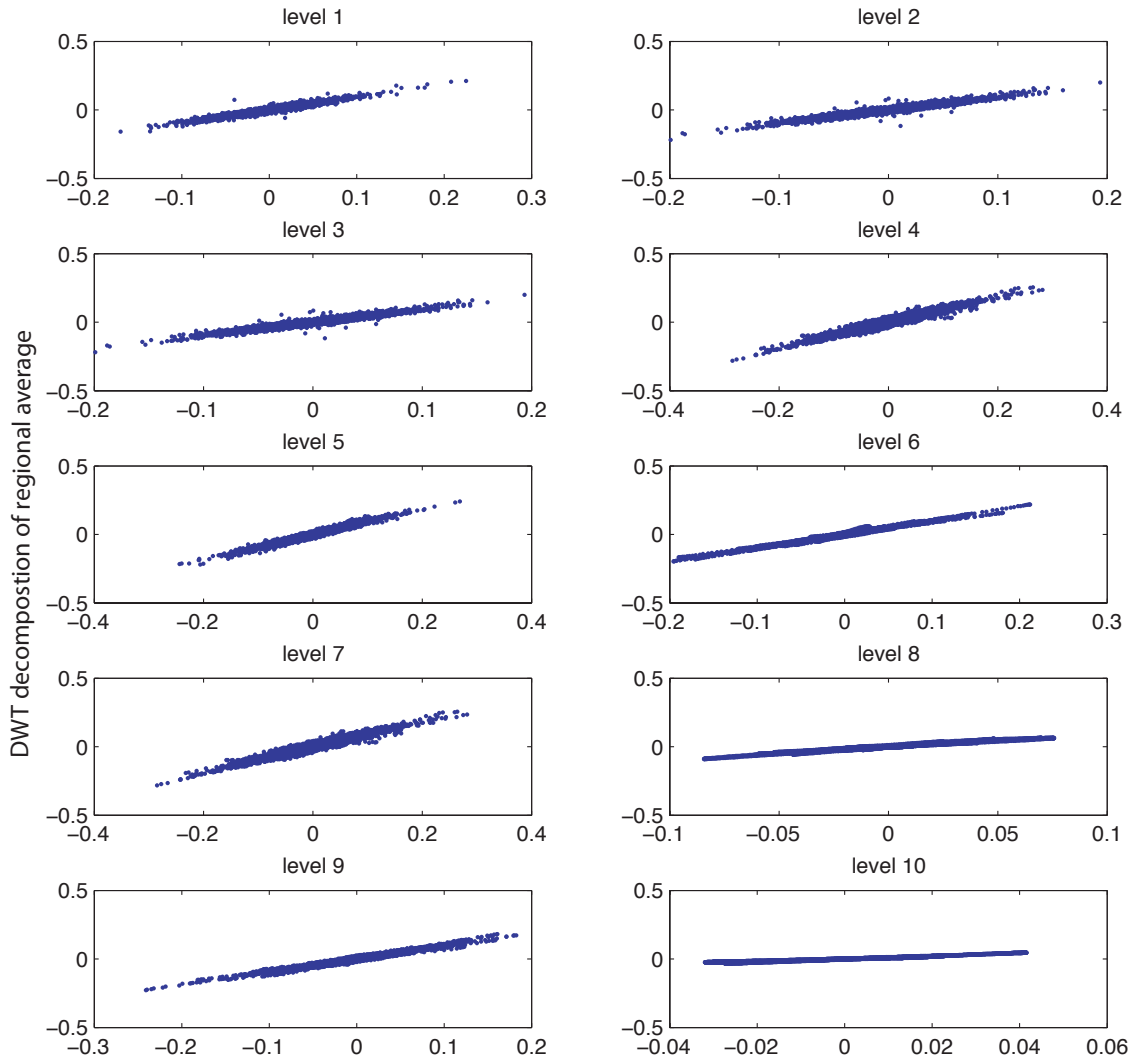 level 1
0.5
0
−0.5
−0.2 −0.1 0 0.1 0.2 0.3
level 2
0.5
0
−0.5
−0.2 −0.1 0 0.1 0.2
level 3
0.5
0
−0.5
−0.2 −0.1 0 0.1 0.2
level 4
0.5
0
−0.5
−0.4 −0.2 0 0.2 0.4
DWT decompostion of regional average
level 5
0.5
0
−0.5
−0.4 −0.2 0 0.2 0.4
level 6
0.5
0
−0.5
−0.2 −0.1 0 0.1 0.2 0.3
level 7
0.5
0
−0.5
−0.4 −0.2 0 0.2 0.4
level 8
0.5
0
−0.5
−0.1 −0.05 0 0.05 0.1
level 9
0.5
0
−0.5
−0.3 −0.2 −0.1 0 0.1 0.2
level 10
0.5
0
−0.5
−0.04 −0.02 0 0.02 0.04 0.06